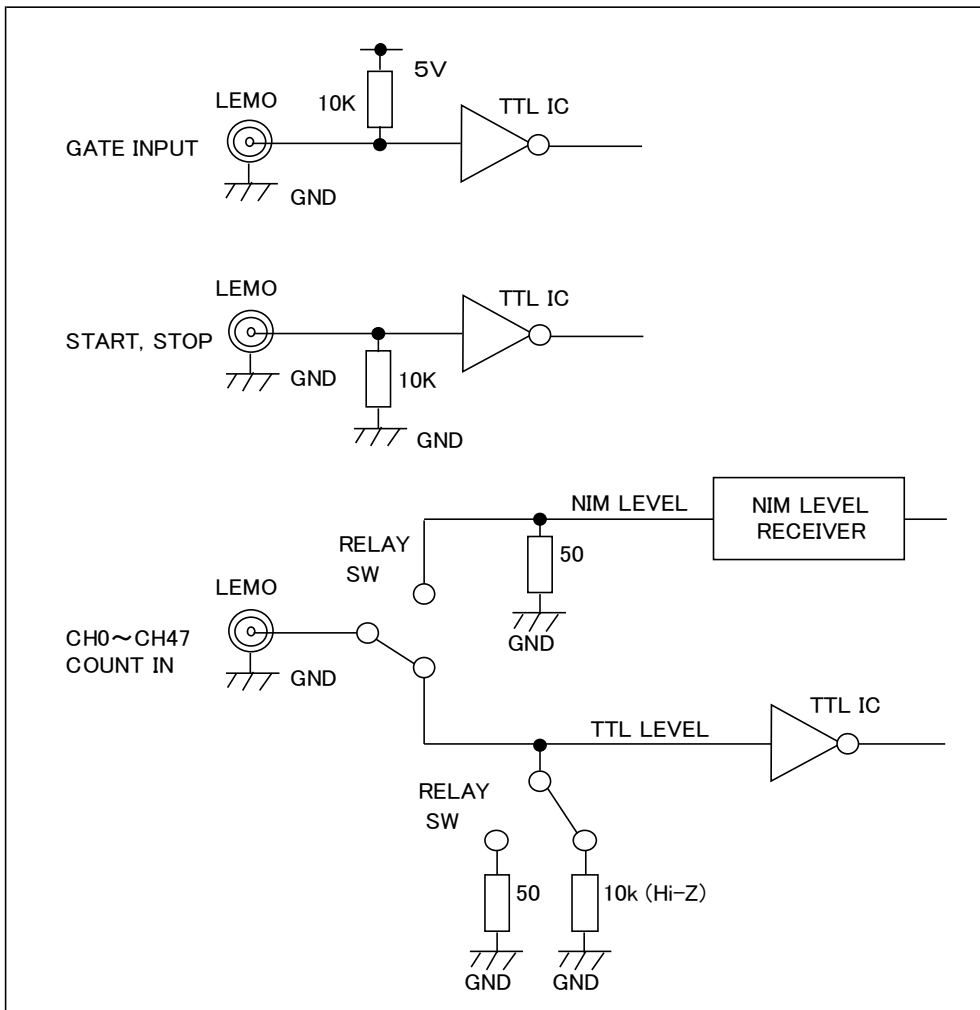 5V
LEMO
10K
TTL IC
GATE INPUT
GND
LEMO
TTL IC
START, STOP
GND
10K
GND
NIM LEVEL
NIM LEVEL
RECEIVER
RELAY
SW
50
LEMO
GND
CH0～CH47
COUNT IN
GND
TTL IC
TTL LEVEL
RELAY
SW
50
10k (Hi-Z)
GND
GND